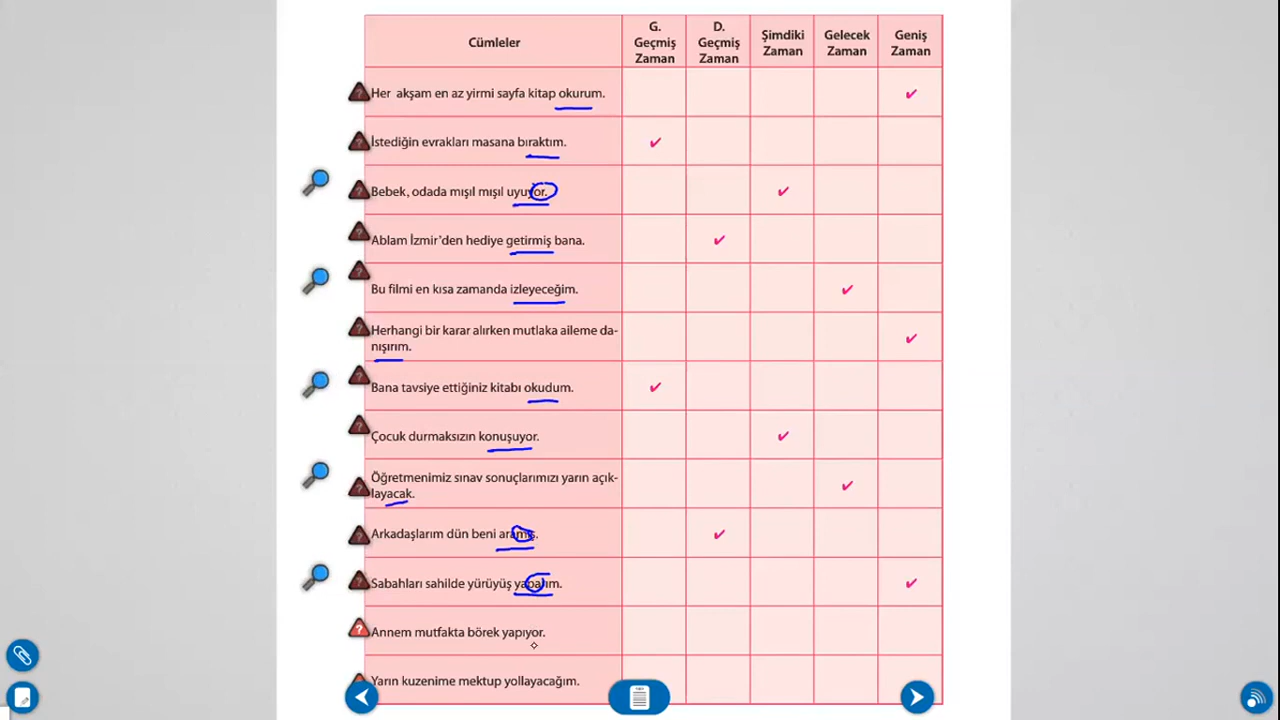 Cümleler
G.
Geçmiş
Zaman
D.
Geçmiş
Zaman
Şimdiki
Zaman
Gelecek
Zaman
Geniş
Zaman
Her akşam en az yirmi sayfa kitap okurum.
İstediğin evrakları masana bıraktım.
Bebek, odada mışıl mışıl uyuyor.
Ablam İzmir'den hediye getirmiş bana.
Bu filmi en kısa zamanda izleyeceğim.
Herhangi bir karar alırken mutlaka aileme da-
nışırım.
Bana tavsiye ettiğiniz kitabı okudum.
Çocuk durmaksızın konuşuyor.
Öğretmenimiz sınav sonuçlarımızı yarın açık-
layacak.
Arkadaşlarım dün beni aramış.
Sabahları sahilde yürüyüş yaparım.
Annem mutfakta börek yapıyor.
Yarın kuzenime mektup yollayacağım.